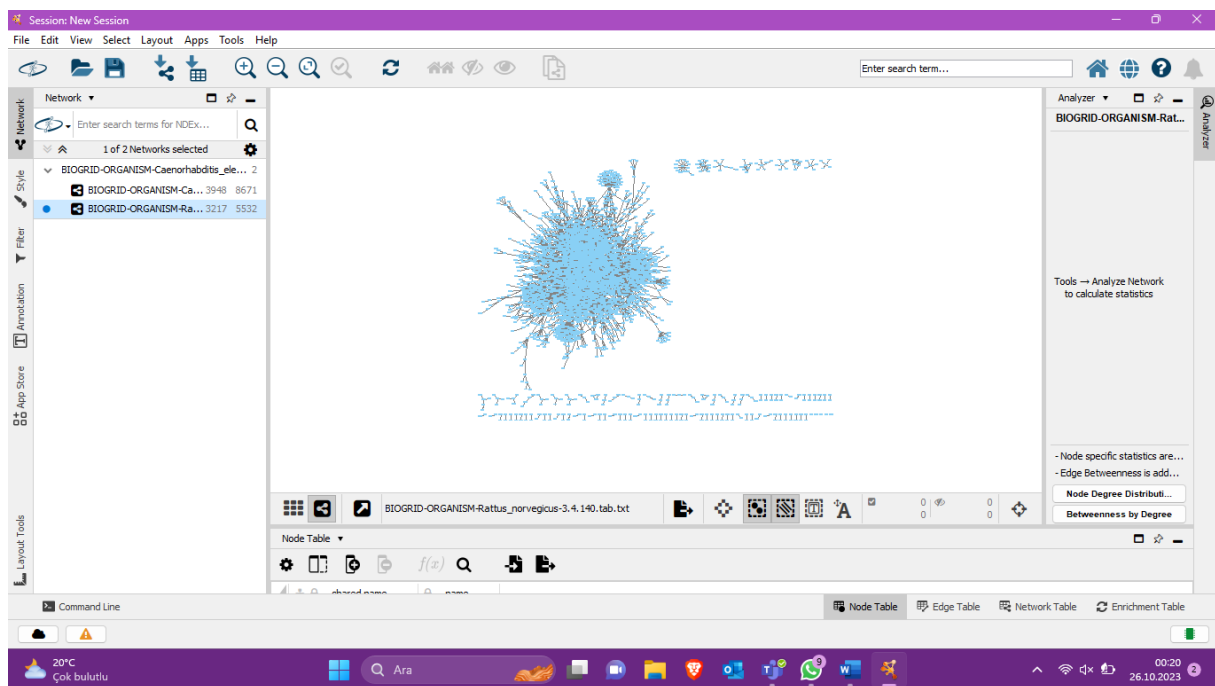 Session: New Session
File Edit View Select Layout Apps Tools Help
Enter search term...
Network
Style
Filter
Annotation
App Store
Layout Tools
Network
Enter search terms for NDEx...
1 of 2 Networks selected
BIOGRID-ORGANISM-Caenorhabditis_ele... 2
BIOGRID-ORGANISM-Ca... 3948 8671
BIOGRID-ORGANISM-Ra... 3217 5532
BIOGRID-ORGANISM-Rattus_norvegicus-3.4.140.tab.txt
A
0 0
0 0
Analyzer
BIOGRID-ORGANISM-Rat...
Tools → Analyze Network
to calculate statistics
- Node specific statistics are...
- Edge Betweenness is add...
Node Degree Distributi...
Betweenness by Degree
Analyzer
Node Table
f(x)
Command Line
Node Table Edge Table Network Table Enrichment Table
20°C
Çok bulutlu
Ara
9
00:20
26.10.2023
2